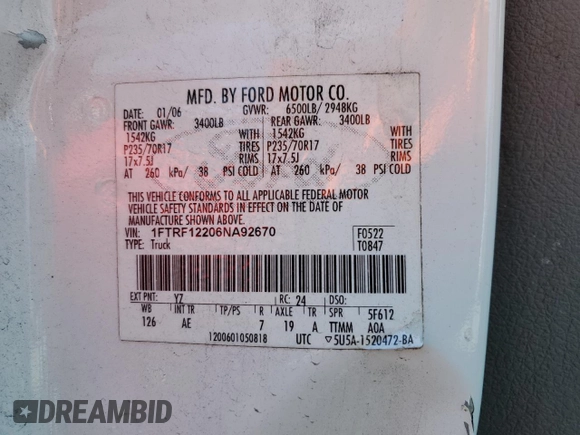 MFD. BY FORD MOTOR CO.
DATE: 01/06 GVWR: 6500LB/ 2948KG
FRONT GAWR: 3400LB REAR GAWR: 3400LB
1542KG WITH 1542KG WITH
P235/70R17 TIRES P235/70R17 TIRES
17x7.5J RIMS 17x7.5J RIMS
AT 260 kPa/ 38 PSI COLD AT 260 kPa/ 38 PSI COLD
THIS VEHICLE CONFORMS TO ALL APPLICABLE FEDERAL MOTOR
VEHICLE SAFETY STANDARDS IN EFFECT ON THE DATE OF
MANUFACTURE SHOWN ABOVE.
VIN: 1FTRF12206NA92670 F0522
TYPE: Truck T0847
EXT PNT: YZ RC: 24 DSO:
WB INT TR TP/PS R AXLE TR SPR 5F612
126 AE 7 19 A TTMM A0A
1200601050818 UTC ▽5U5A-1520472-BA
DREAMBID